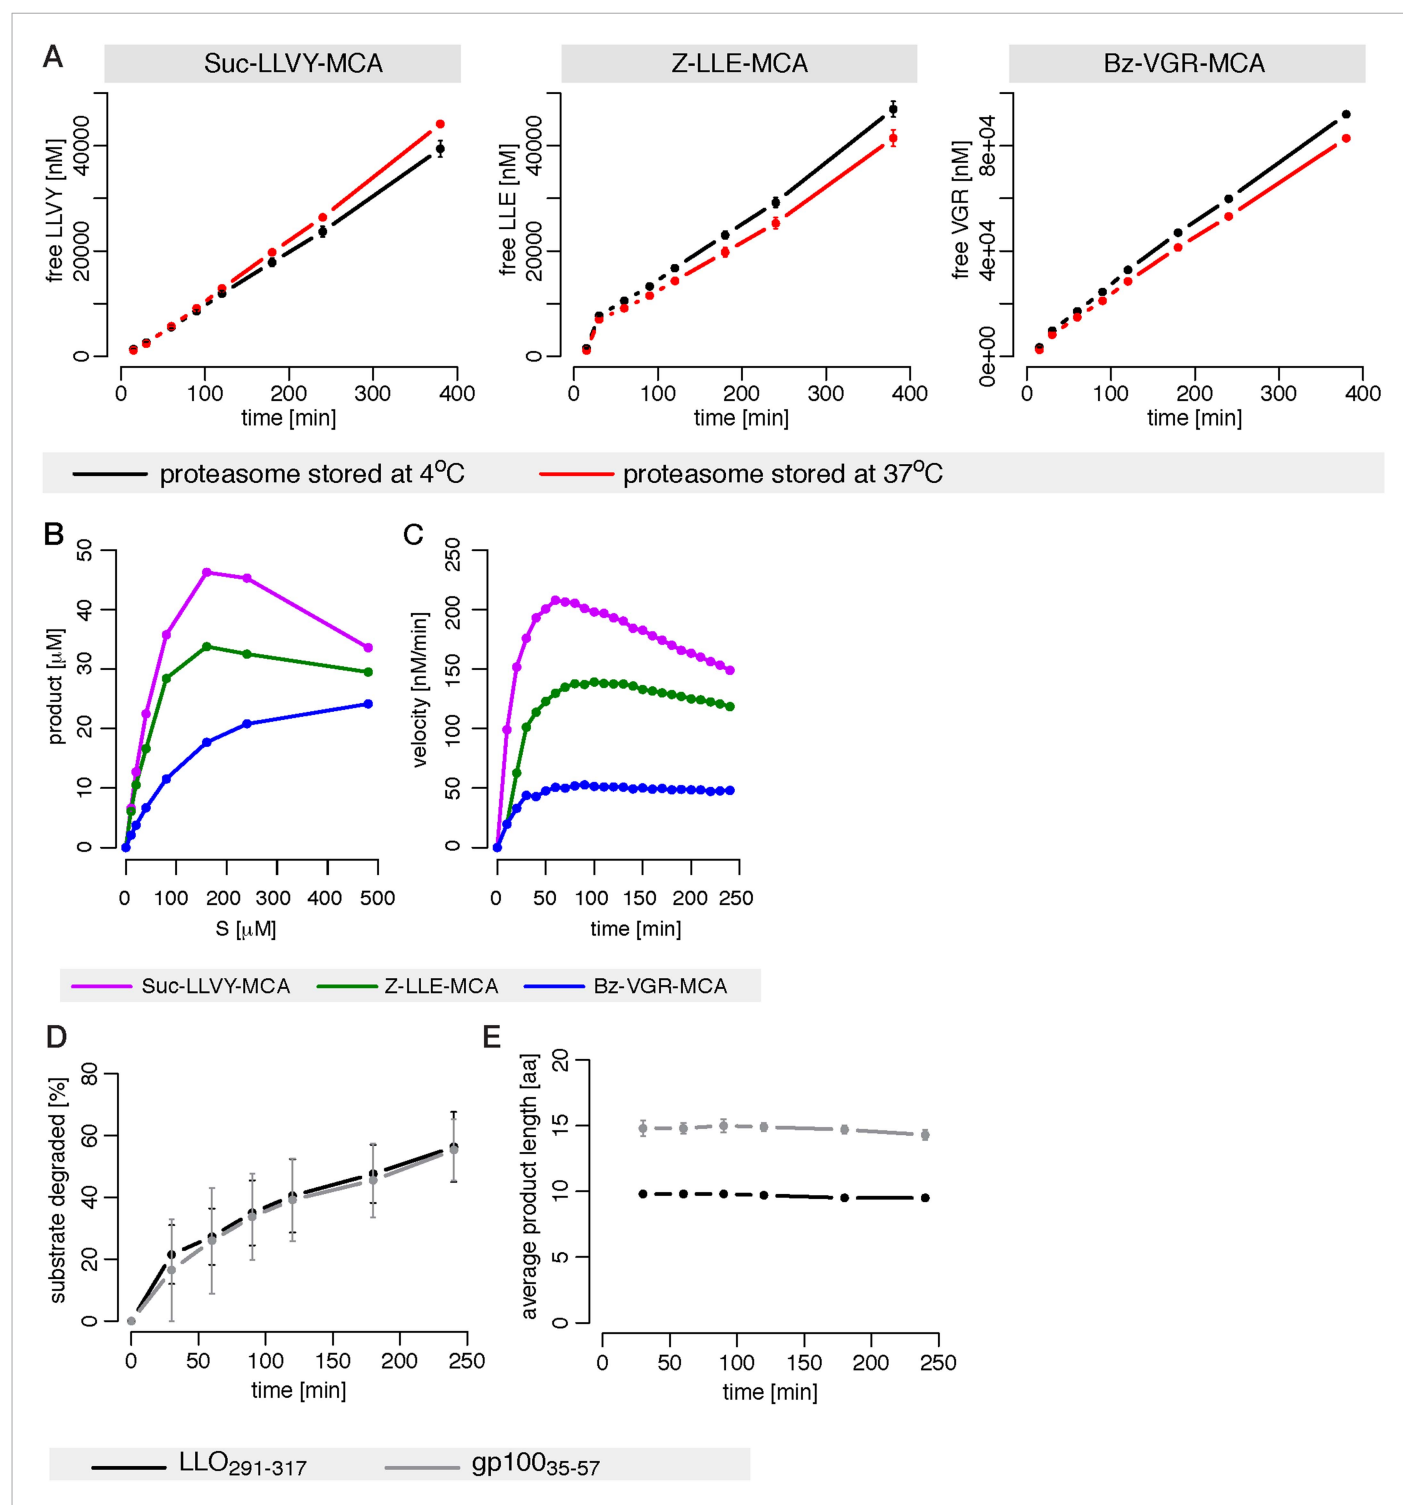 A
Suc-LLVY-MCA
Z-LLE-MCA
Bz-VGR-MCA
free LLVY [nM]
0
20000
40000
0
100
200
300
400
time [min]
free LLE [nM]
0
20000
40000
0
100
200
300
400
time [min]
free VGR [nM]
0e+00
4e+04
8e+04
0
100
200
300
400
time [min]
proteasome stored at 4°C
proteasome stored at 37°C
B
product [µM]
50
40
30
20
10
0
0 100 200 300 400 500
S [µM]
C
velocity [nM/min]
250
200
150
100
50
0
0 50 100 150 200 250
time [min]
Suc-LLVY-MCA
Z-LLE-MCA
Bz-VGR-MCA
D
substrate degraded [%]
80
60
40
20
0
0 50 100 150 200 250
time [min]
E
average product length [aa]
20
15
10
5
0
0 50 100 150 200 250
time [min]
LLO291-317
gp10035-57